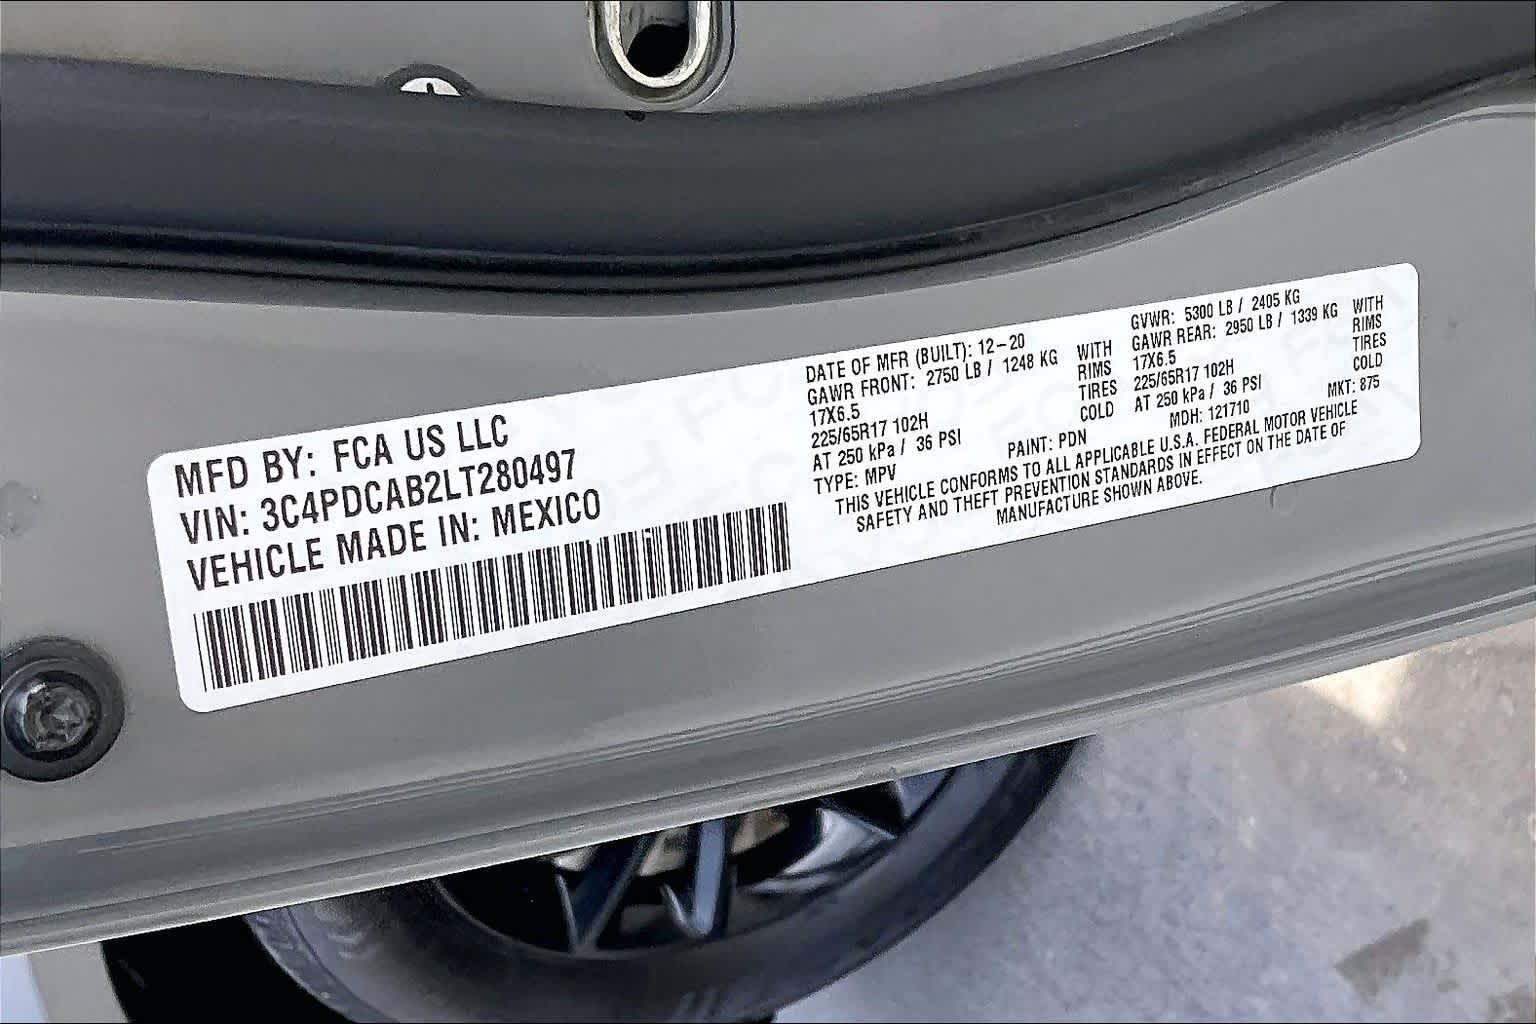 MFD BY: FCA US LLC
VIN: 3C4PDCAB2LT280497
VEHICLE MADE IN: MEXICO
DATE OF MFR (BUILT): 12-20
GAWR FRONT: 2750 LB / 1248 KG WITH
17X6.5 RIMS
225/65R17 102H TIRES
AT 250 kPa / 36 PSI COLD
TYPE: MPV
GVWR: 5300 LB / 2405 KG
GAWR REAR: 2950 LB / 1339 KG WITH
17X6.5 RIMS
225/65R17 102H TIRES
AT 250 kPa / 36 PSI COLD
PAINT: PDN MDH: 121710 MKT: 875
THIS VEHICLE CONFORMS TO ALL APPLICABLE U.S.A. FEDERAL MOTOR VEHICLE
SAFETY AND THEFT PREVENTION STANDARDS IN EFFECT ON THE DATE OF
MANUFACTURE SHOWN ABOVE.